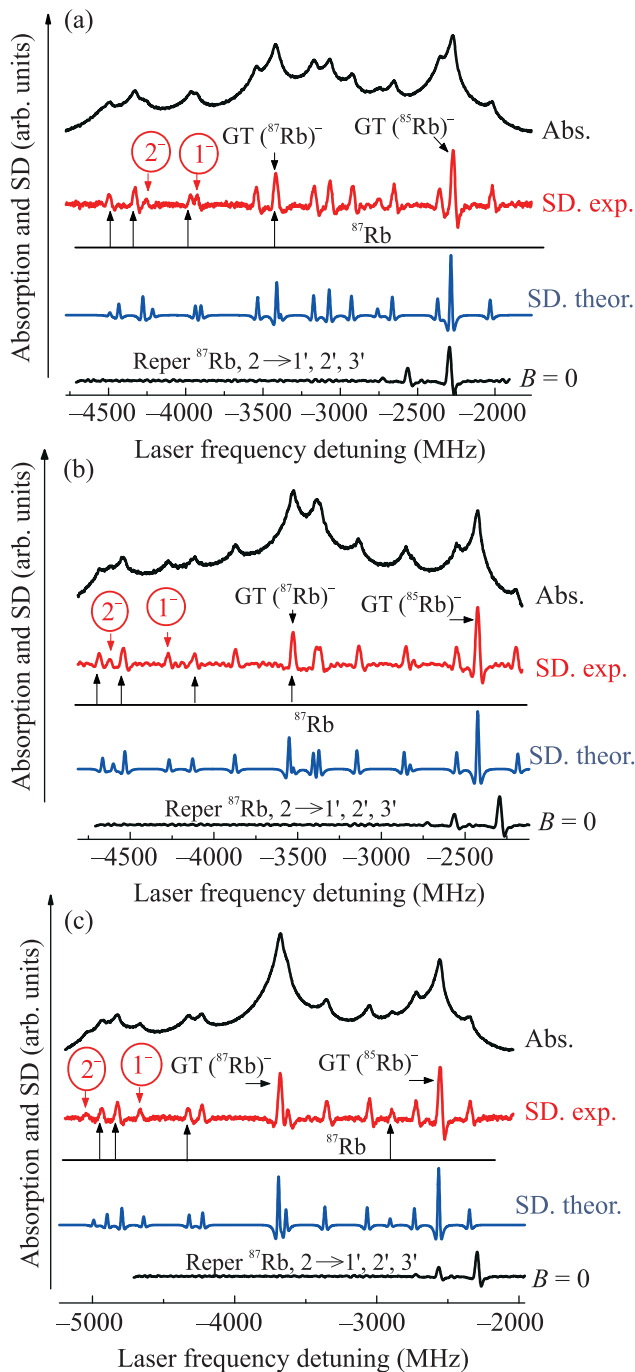 (a)
Absorption and SD (arb. units)
2⁻
1⁻
GT (⁸⁷Rb)⁻
GT (⁸⁵Rb)⁻
Abs.
SD. exp.
⁸⁷Rb
SD. theor.
Reper ⁸⁷Rb, 2→1', 2', 3'
B = 0
–4500 –4000 –3500 –3000 –2500 –2000
Laser frequency detuning (MHz)
(b)
Absorption and SD (arb. units)
2⁻
1⁻
GT (⁸⁷Rb)⁻
GT (⁸⁵Rb)⁻
Abs.
SD. exp.
⁸⁷Rb
SD. theor.
Reper ⁸⁷Rb, 2→1', 2', 3'
B = 0
–4500 –4000 –3500 –3000 –2500
Laser frequency detuning (MHz)
(c)
Absorption and SD (arb. units)
2⁻
1⁻
GT (⁸⁷Rb)⁻
GT (⁸⁵Rb)⁻
Abs.
SD. exp.
⁸⁷Rb
SD. theor.
Reper ⁸⁷Rb, 2→1', 2', 3'
B = 0
–5000 –4000 –3000 –2000
Laser frequency detuning (MHz)